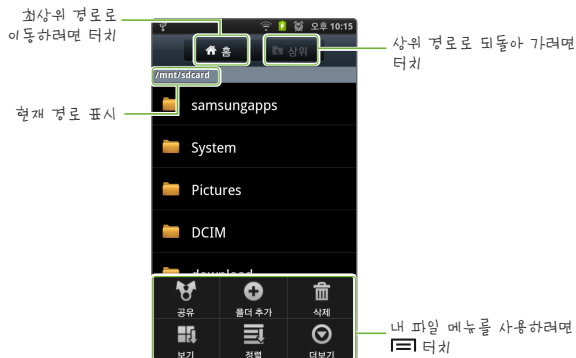 최상위 경로로
이동하려면 터치
오후 10:15
홈
상위
상위 경로로 되돌아 가려면
터치
/mnt/sdcard
현재 경로 표시
samsungapps
System
Pictures
DCIM
download
공유
폴더 추가
삭제
보기
정렬
더보기
내 파일 메뉴를 사용하려면
터치